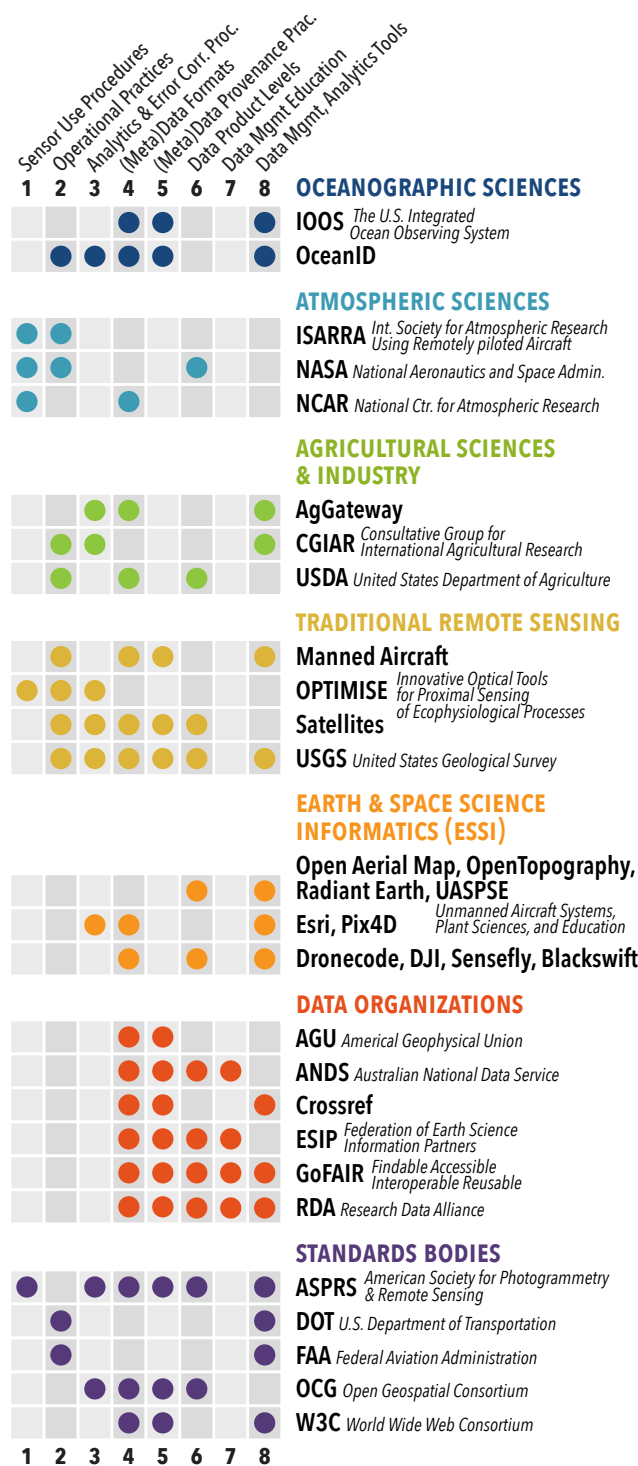 Sensor Use Procedures
Operational Practices
Analytics & Error Corr. Proc.
(Meta)Data Formats
(Meta)Data Provenance Prac.
Data Product Levels
Data Mgmt Education
Data Mgmt, Analytics Tools
1 2 3 4 5 6 7 8
OCEANOGRAPHIC SCIENCES
IOOS The U.S. Integrated
Ocean Observing System
OceanID
ATMOSPHERIC SCIENCES
ISARRA Int. Society for Atmospheric Research
Using Remotely piloted Aircraft
NASA National Aeronautics and Space Admin.
NCAR National Ctr. for Atmospheric Research
AGRICULTURAL SCIENCES
& INDUSTRY
AgGateway
CGIAR Consultative Group for
International Agricultural Research
USDA United States Department of Agriculture
TRADITIONAL REMOTE SENSING
Manned Aircraft
OPTIMISE Innovative Optical Tools
for Proximal Sensing
of Ecophysiological Processes
Satellites
USGS United States Geological Survey
EARTH & SPACE SCIENCE
INFORMATICS (ESSI)
Open Aerial Map, OpenTopography,
Radiant Earth, UASPSE
Unmanned Aircraft Systems,
Plant Sciences, and Education
Esri, Pix4D
Dronecode, DJI, Sensefly, Blackswift
DATA ORGANIZATIONS
AGU Americal Geophysical Union
ANDS Australian National Data Service
Crossref
ESIP Federation of Earth Science
Information Partners
GoFAIR Findable Accessible
Interoperable Reusable
RDA Research Data Alliance
STANDARDS BODIES
ASPRS American Society for Photogrammetry
& Remote Sensing
DOT U.S. Department of Transportation
FAA Federal Aviation Administration
OCG Open Geospatial Consortium
W3C World Wide Web Consortium
1 2 3 4 5 6 7 8